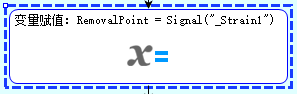 变量赋值: RemovalPoint = Signal("_Strain1")
x=